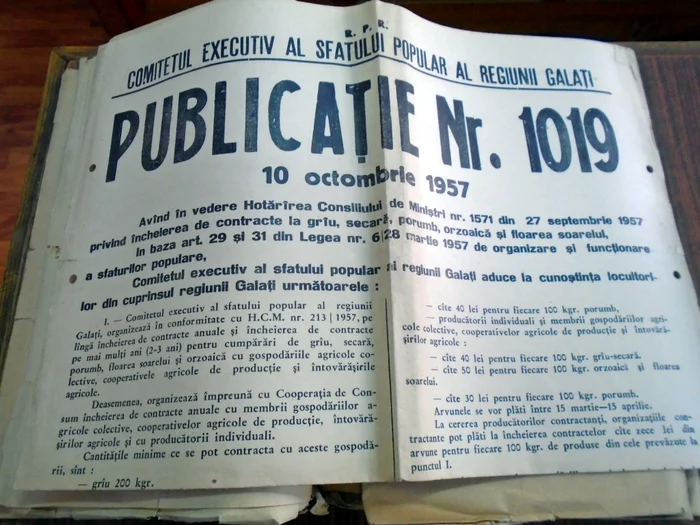 R. P. R.
COMITETUL EXECUTIV AL SFATULUI POPULAR AL REGIUNII GALAȚI
PUBLICAȚIE Nr. 1019
10 octombrie 1957
Avînd în vedere Hotărîrea Consiliului de Miniștri nr. 1571 din 27 septembrie 1957
privind încheierea de contracte la grîu, secară, porumb, orzoaică și floarea soarelui,
In baza art. 29 și 31 din Legea nr. 6/28 martie 1957 de organizare și funcționare
a sfaturilor populare,
Comitetul executiv al sfatului popular al regiunii Galați aduce la cunoștința locuitori-
lor din cuprinsul regiunii Galați următoarele :
I. — Comitetul executiv al sfatului popular al regiunii
Galați, organizează în conformitate cu H.C.M. nr. 213 | 1957, pe
lîngă încheierea de contracte anuale și încheierea de contracte
pe mai mulți ani (2-3 ani) pentru cumpărări de grîu, secară,
porumb, floarea soarelui și orzoaică cu gospodăriile agricole co-
lective, cooperativele agricole de producție și întovărășirile
agricole.
Deasemenea, organizează împreună cu Cooperația de Con-
sum încheierea de contracte anuale cu membrii gospodăriilor a-
gricole colective, cooperativelor agricole de producție, întovără-
șirilor agricole și cu producătorii individuali.
Cantitățile minime ce se pot contracta cu aceste gospodă-
rii, sînt :
— grîu 200 kgr.
— cîte 40 lei pentru fiecare 100 kgr. porumb,
— producătorii individuali și membrii gospodăriilor agri-
cole colective, cooperativelor agricole de producție și întovără-
șirilor agricole :
— cîte 40 lei pentru fiecare 100 kgr. grîu-secară.
— cîte 50 lei pentru fiecare 100 kgr. orzoaică și floarea
soarelui.
— cîte 30 lei pentru fiecare 100 kgr. porumb.
Arvunele se vor plăti între 15 martie—15 aprilie.
La cererea producătorilor contractanți, organizațiile con-
tractante pot plăti la încheierea contractelor cîte zece lei din
arvune pentru fiecare 100 kgr. de produse din cele prevăzute la
punctul I.